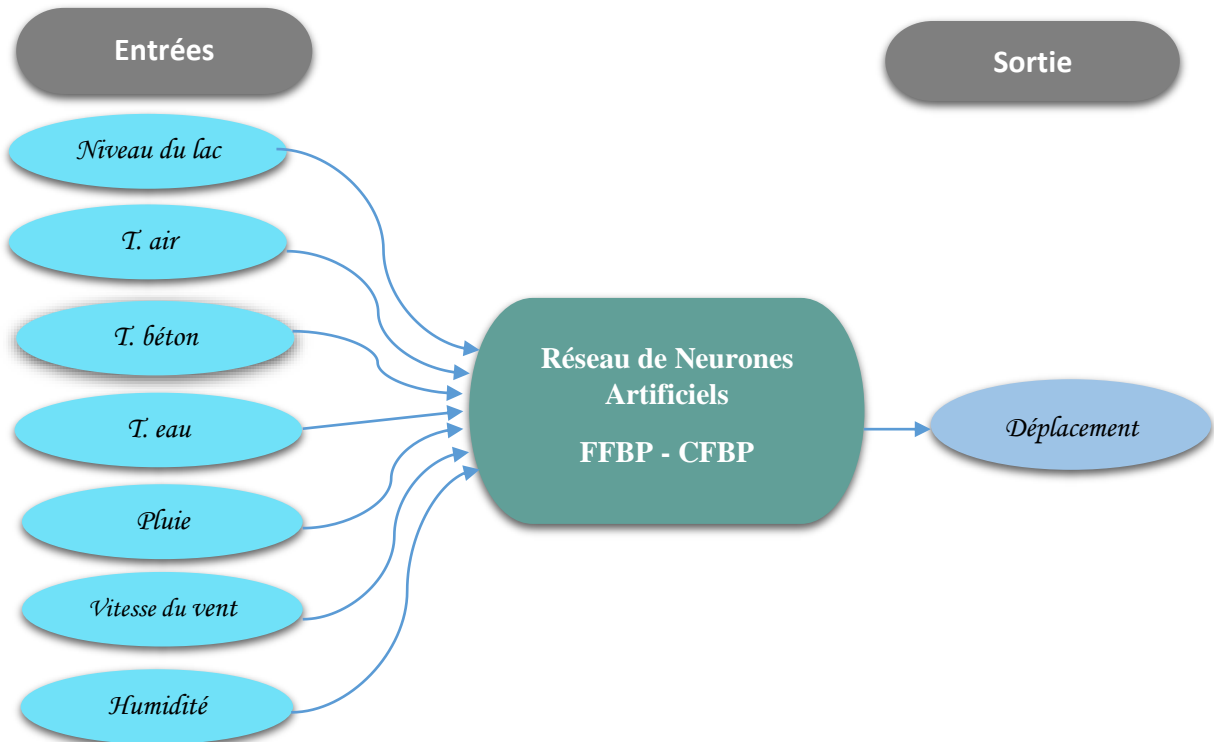 Entrées
Sortie
Niveau du lac
T. air
T. béton
T. eau
Pluie
Vitesse du vent
Humidité
Réseau de Neurones
Artificiels
FFBP - CFBP
Déplacement